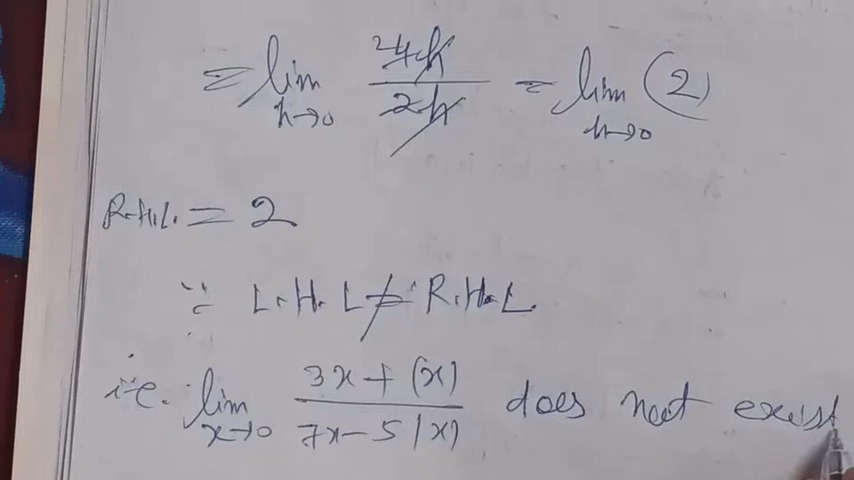 = lim h→0 4h/2h = lim h→0 (2)
R.H.L. = 2
∵ L.H.L ≠ R.H.L.
i.e. lim x→0 3x+(x)/7x-5|x| does not exist